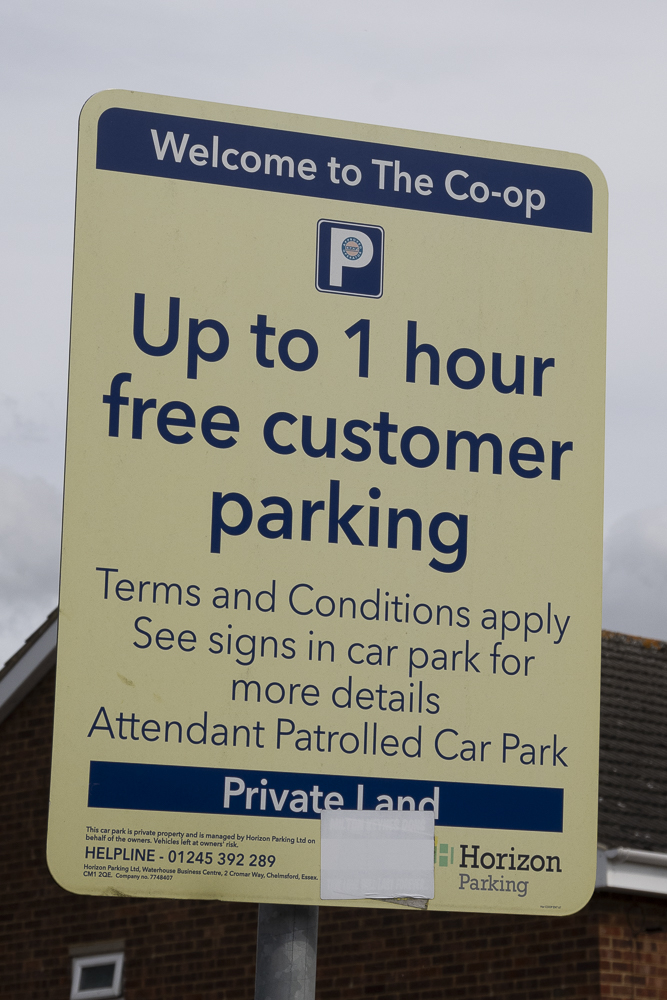 Welcome to The Co-op
P
Up to 1 hour
free customer
parking
Terms and Conditions apply
See signs in car park for
more details
Attendant Patrolled Car Park
Private Land
This car park is private property and is managed by Horizon Parking Ltd on
behalf of the owners. Vehicles left at owners' risk.
HELPLINE - 01245 392 289
Horizon Parking Ltd, Waterhouse Business Centre, 2 Cromar Way, Chelmsford, Essex.
CM1 2QE. Company no. 7748407
Horizon
Parking